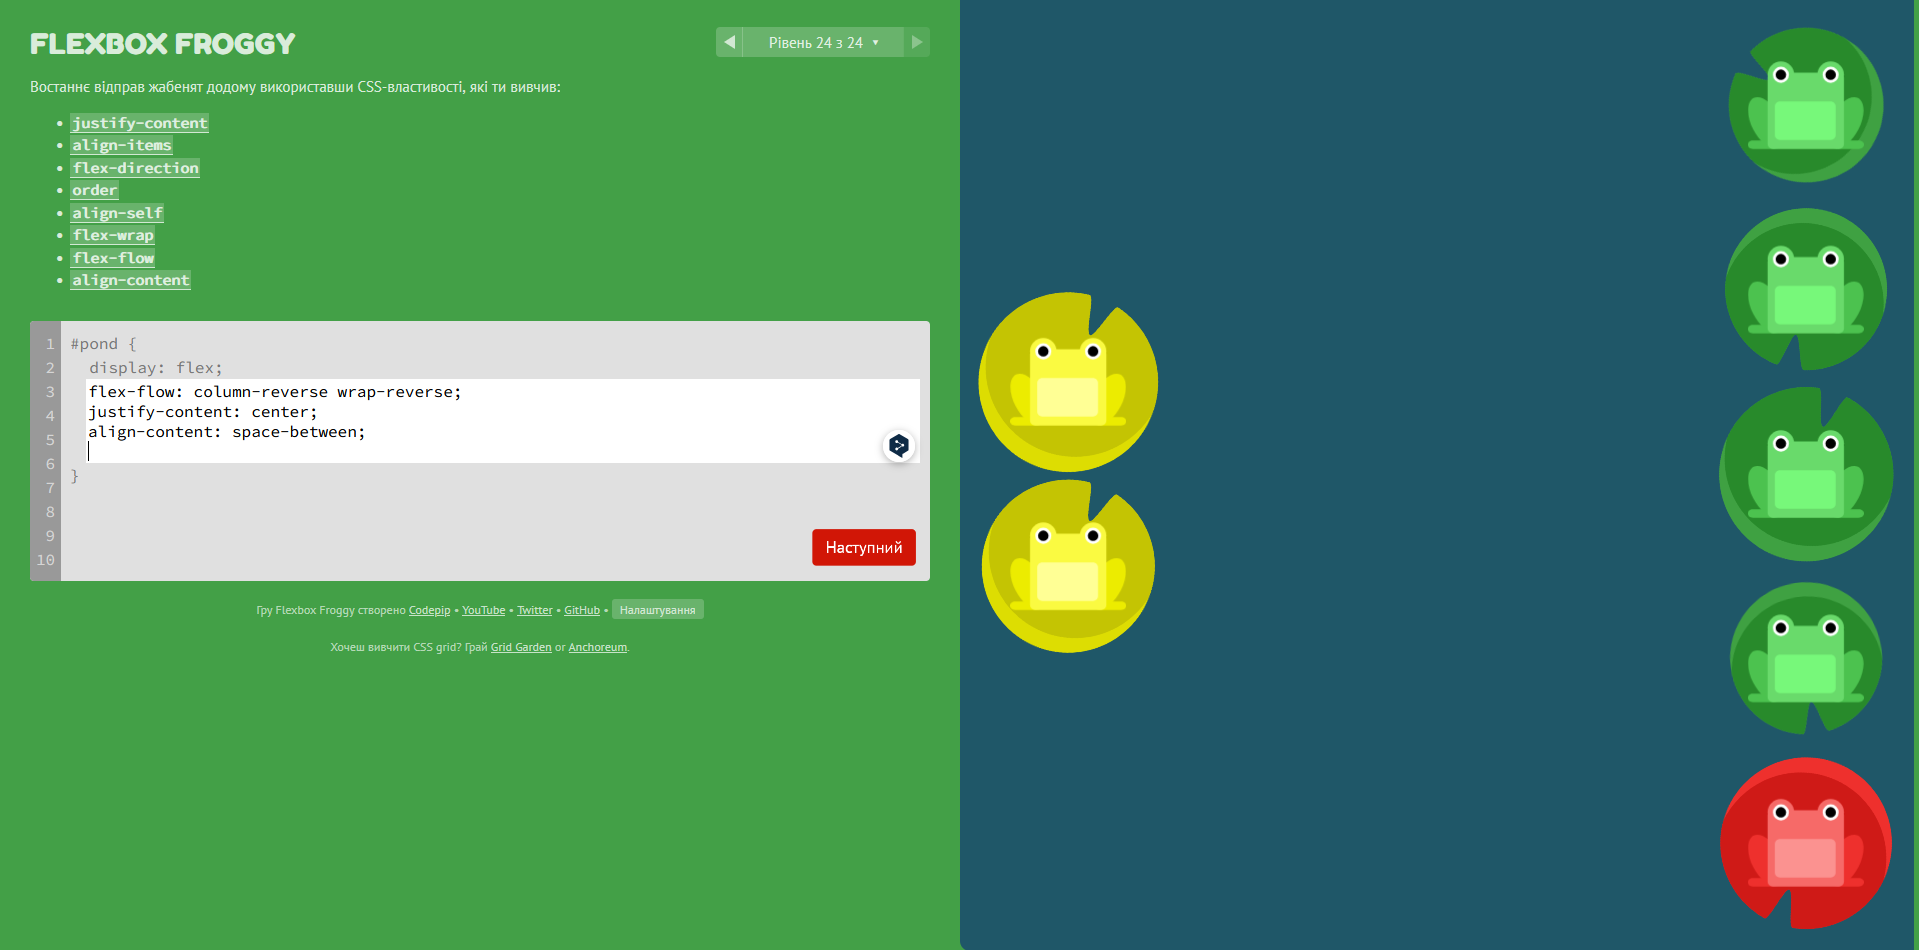 FLEXBOX FROGGY
◀ Рівень 24 з 24 ▼ ▶
Востаннє відправ жабенят додому використавши CSS-властивості, які ти вивчив:
• justify-content
• align-items
• flex-direction
• order
• align-self
• flex-wrap
• flex-flow
• align-content
1 #pond {
2 display: flex;
3 flex-flow: column-reverse wrap-reverse;
4 justify-content: center;
5 align-content: space-between;
6
7 }
8
9
10
Наступний
Гру Flexbox Froggy створено Codepip • YouTube • Twitter • GitHub • Налаштування
Хочеш вивчити CSS grid? Грай Grid Garden or Anchoreum.